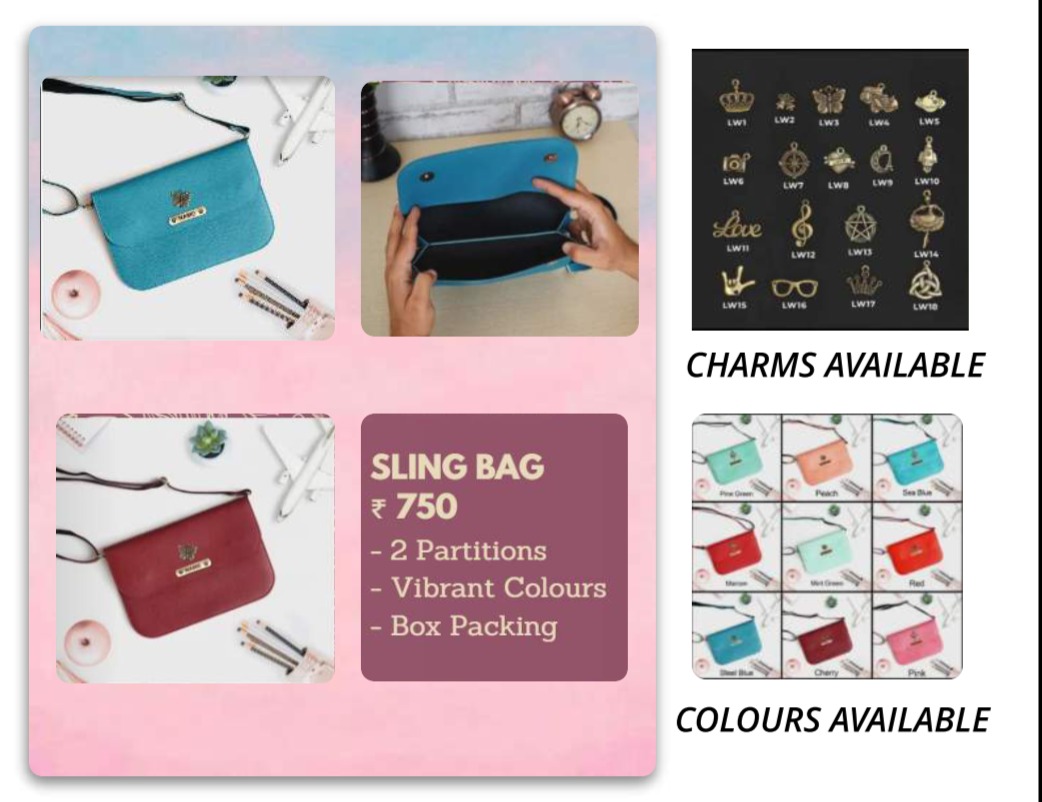 SLING BAG
₹ 750
- 2 Partitions
- Vibrant Colours
- Box Packing
LW1 LW2 LW3 LW4 LW5
LW6 LW7 LW8 LW9 LW10
LW11 LW12 LW13 LW14
LW15 LW16 LW17 LW18
CHARMS AVAILABLE
Pine Green Peach Sea Blue
Maroon Mint Green Red
Steel Blue Cherry Pink
COLOURS AVAILABLE